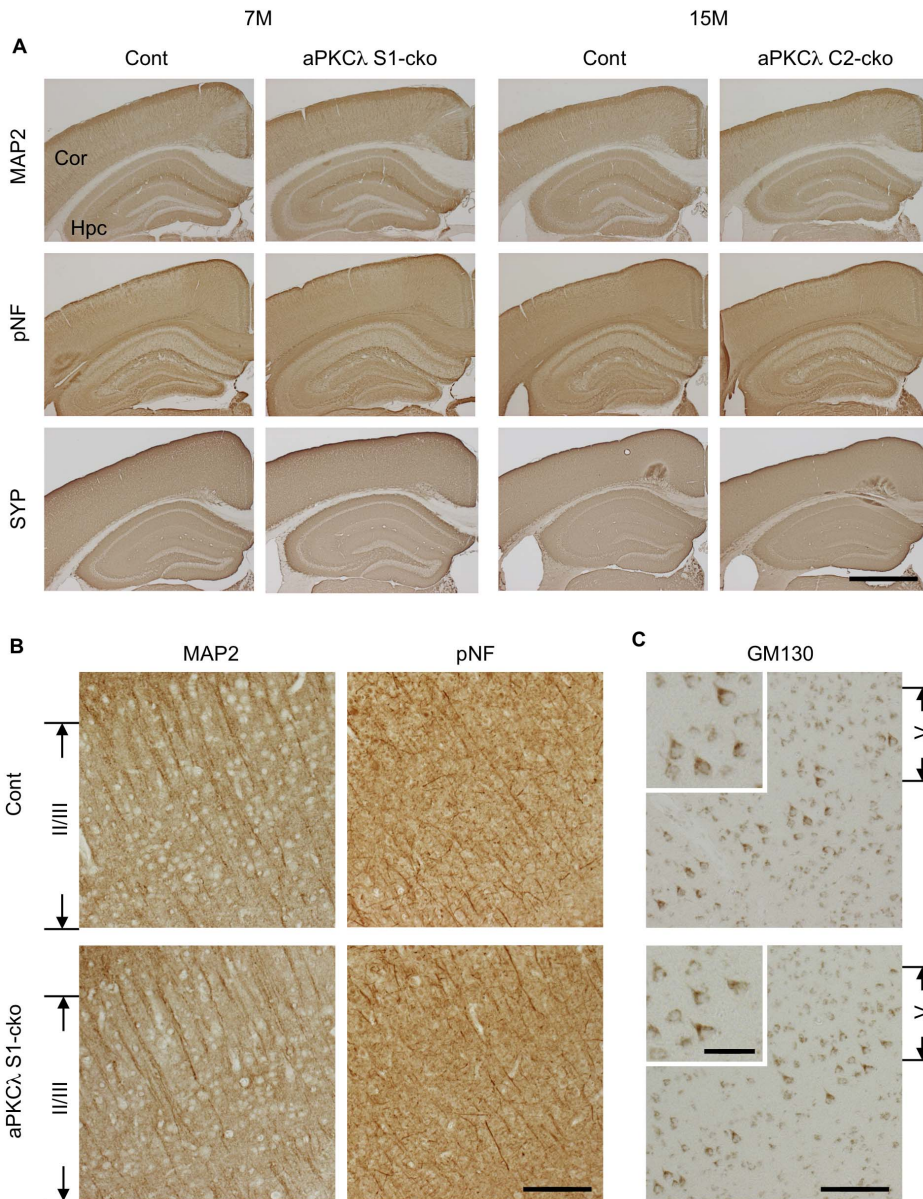 7M 15M
A
Cont aPKCλ S1-cko Cont aPKCλ C2-cko
MAP2
Cor
Hpc
pNF
SYP
B C
MAP2 pNF GM130
Cont
II/III
V
aPKCλ S1-cko
II/III
V